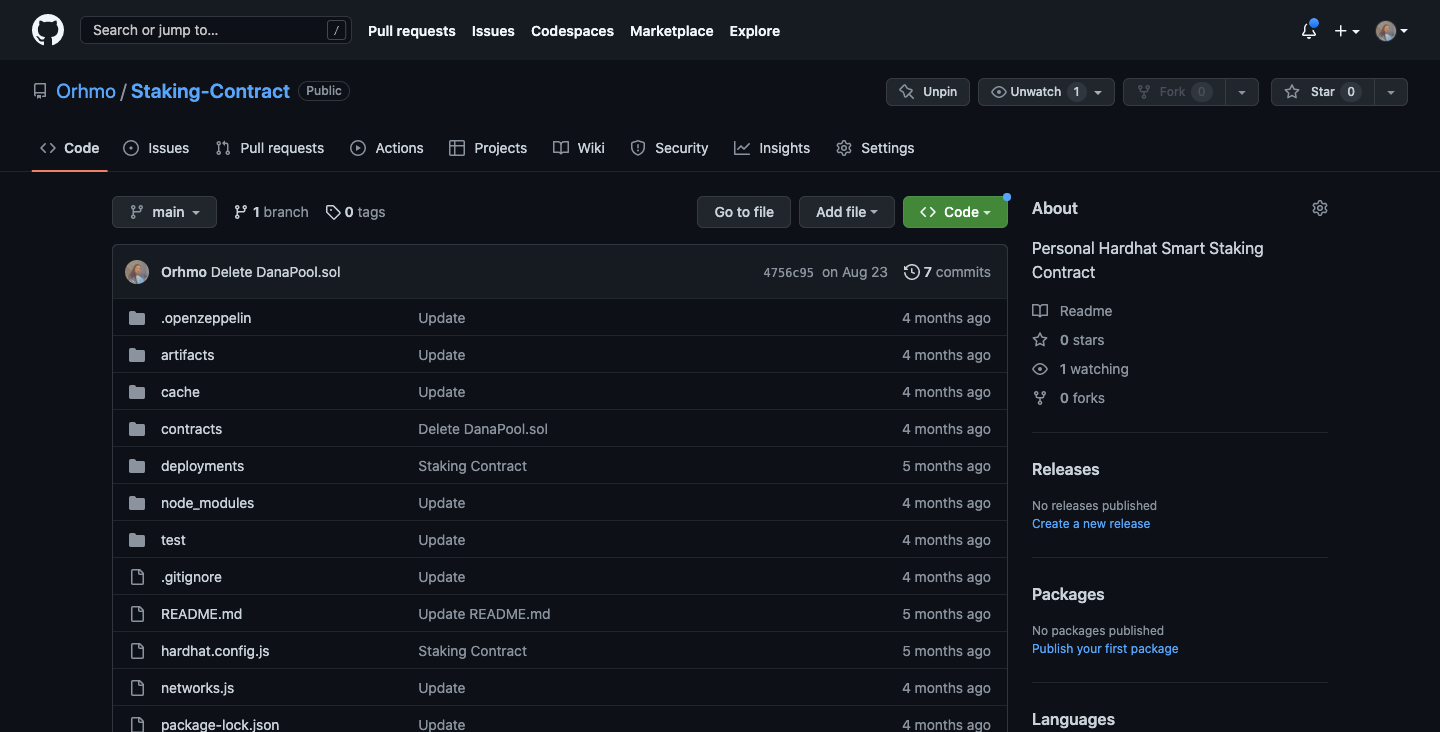 Search or jump to... /
Pull requests Issues Codespaces Marketplace Explore
Orhmo / Staking-Contract Public
Unpin Unwatch 1 Fork 0 Star 0
Code Issues Pull requests Actions Projects Wiki Security Insights Settings
main 1 branch 0 tags Go to file Add file Code
Orhmo Delete DanaPool.sol 4756c95 on Aug 23 7 commits
.openzeppelin Update 4 months ago
artifacts Update 4 months ago
cache Update 4 months ago
contracts Delete DanaPool.sol 4 months ago
deployments Staking Contract 5 months ago
node_modules Update 4 months ago
test Update 4 months ago
.gitignore Update 4 months ago
README.md Update README.md 5 months ago
hardhat.config.js Staking Contract 5 months ago
networks.js Update 4 months ago
package-lock.json Update 4 months ago
About
Personal Hardhat Smart Staking
Contract
Readme
0 stars
1 watching
0 forks
Releases
No releases published
Create a new release
Packages
No packages published
Publish your first package
Languages